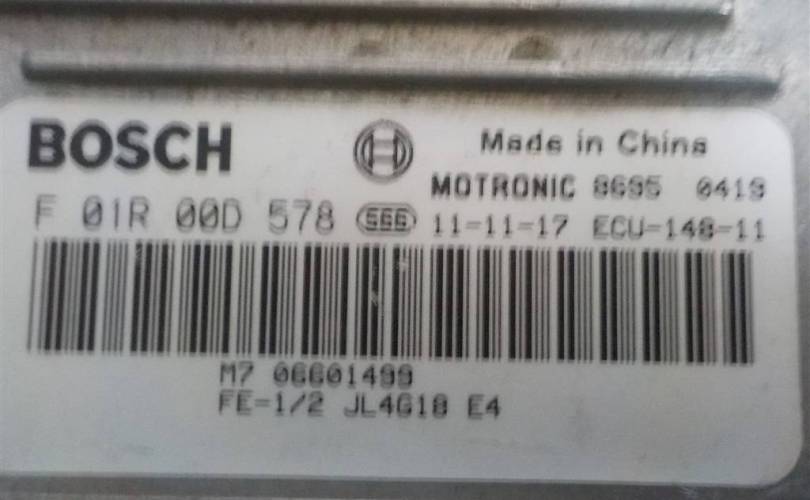 BOSCH
Made in China
MOTRONIC 8695 0419
F 01R 00D 578 666 11-11-17 ECU-148-11
M7 06601499
FE-1/2 JL4G18 E4